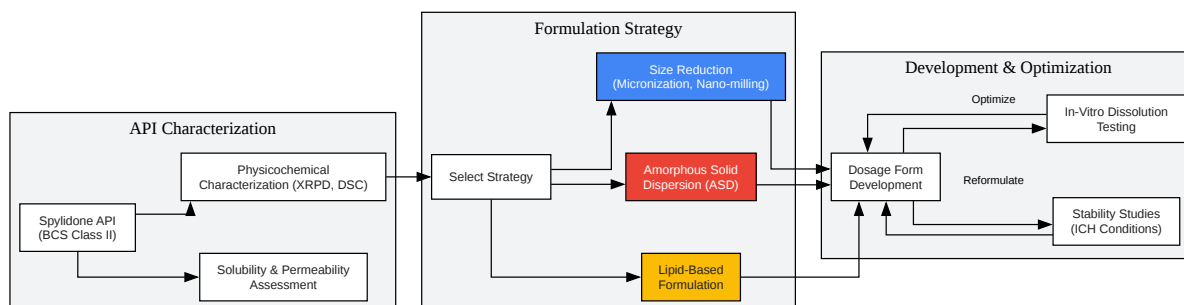 API Characterization
Spylidone API
(BCS Class II)
Physicochemical
Characterization (XRPD, DSC)
Solubility & Permeability
Assessment
Formulation Strategy
Select Strategy
Size Reduction
(Micronization, Nano-milling)
Amorphous Solid
Dispersion (ASD)
Lipid-Based
Formulation
Development & Optimization
Dosage Form
Development
Optimize
In-Vitro Dissolution
Testing
Reformulate
Stability Studies
(ICH Conditions)